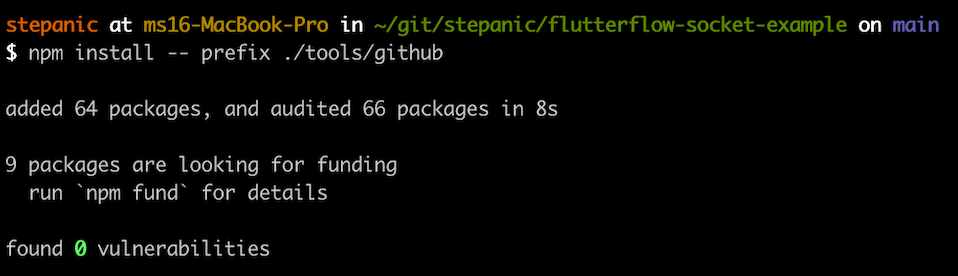 stepanic at ms16-MacBook-Pro in ~/git/stepanic/flutterflow-socket-example on main
$ npm install -- prefix ./tools/github
added 64 packages, and audited 66 packages in 8s
9 packages are looking for funding
run `npm fund` for details
found 0 vulnerabilities